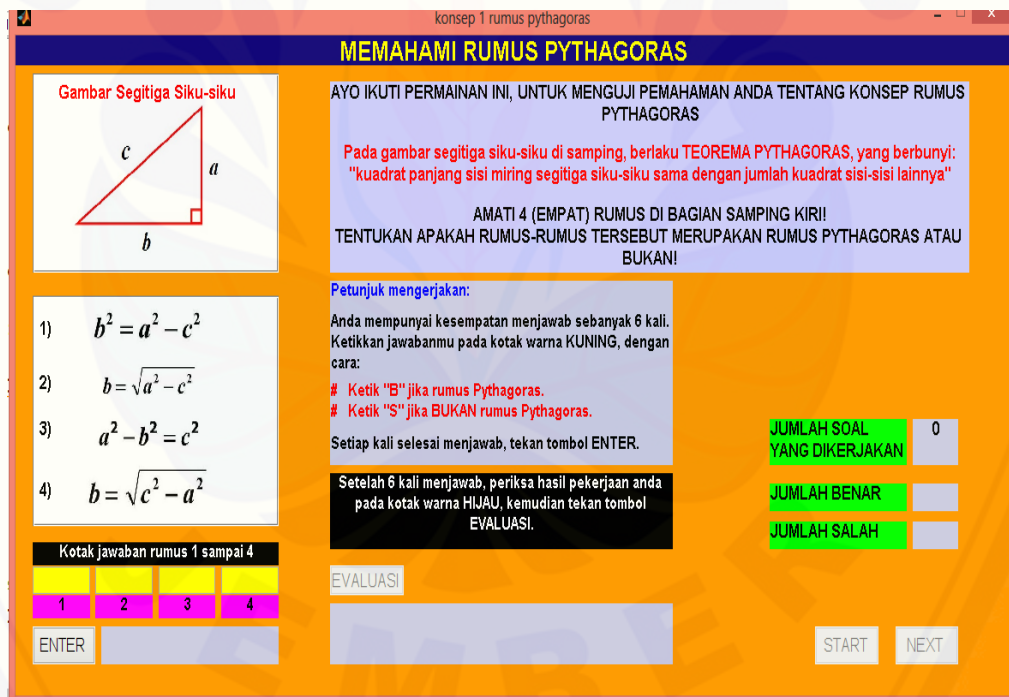 konsep 1 rumus pythagoras
MEMAHAMI RUMUS PYTHAGORAS
Gambar Segitiga Siku-siku
c
a
b
AYO IKUTI PERMAINAN INI, UNTUK MENGUJI PEMAHAMAN ANDA TENTANG KONSEP RUMUS
PYTHAGORAS
Pada gambar segitiga siku-siku di samping, berlaku TEOREMA PYTHAGORAS, yang berbunyi:
"kuadrat panjang sisi miring segitiga siku-siku sama dengan jumlah kuadrat sisi-sisi lainnya"
AMATI 4 (EMPAT) RUMUS DI BAGIAN SAMPING KIRI!
TENTUKAN APAKAH RUMUS-RUMUS TERSEBUT MERUPAKAN RUMUS PYTHAGORAS ATAU
BUKAN!
1) b² = a² − c²
2) b = √(a² − c²)
3) a² − b² = c²
4) b = √(c² − a²)
Petunjuk mengerjakan:
Anda mempunyai kesempatan menjawab sebanyak 6 kali.
Ketikkan jawabanmu pada kotak warna KUNING, dengan
cara:
# Ketik "B" jika rumus Pythagoras.
# Ketik "S" jika BUKAN rumus Pythagoras.
Setiap kali selesai menjawab, tekan tombol ENTER.
Setelah 6 kali menjawab, periksa hasil pekerjaan anda
pada kotak warna HIJAU, kemudian tekan tombol
EVALUASI.
JUMLAH SOAL 0
YANG DIKERJAKAN
JUMLAH BENAR
JUMLAH SALAH
Kotak jawaban rumus 1 sampai 4
1 2 3 4
EVALUASI
ENTER
START NEXT